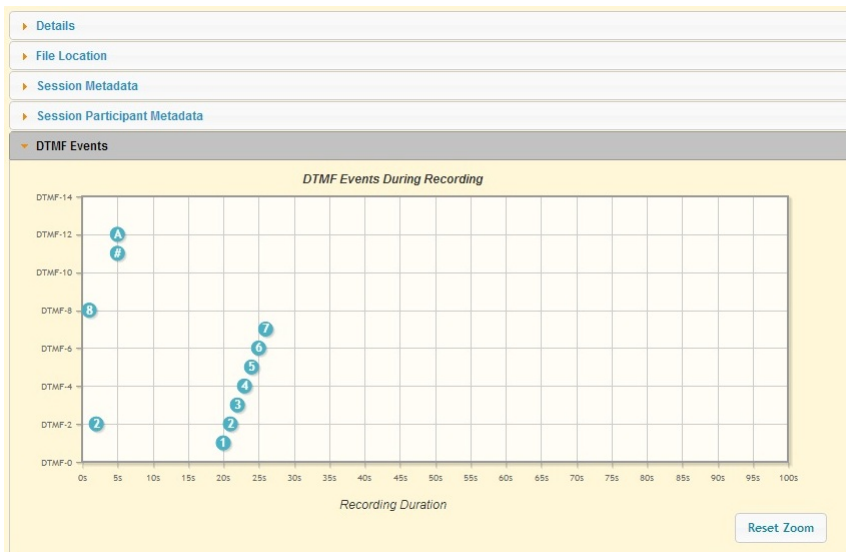 Details
File Location
Session Metadata
Session Participant Metadata
DTMF Events
DTMF Events During Recording
DTMF-14
DTMF-12
A
#
DTMF-10
DTMF-8
8
7
DTMF-6
6
5
DTMF-4
4
3
DTMF-2
2
2
1
DTMF-0
0s 5s 10s 15s 20s 25s 30s 35s 40s 45s 50s 55s 60s 65s 70s 75s 80s 85s 90s 95s 100s
Recording Duration
Reset Zoom